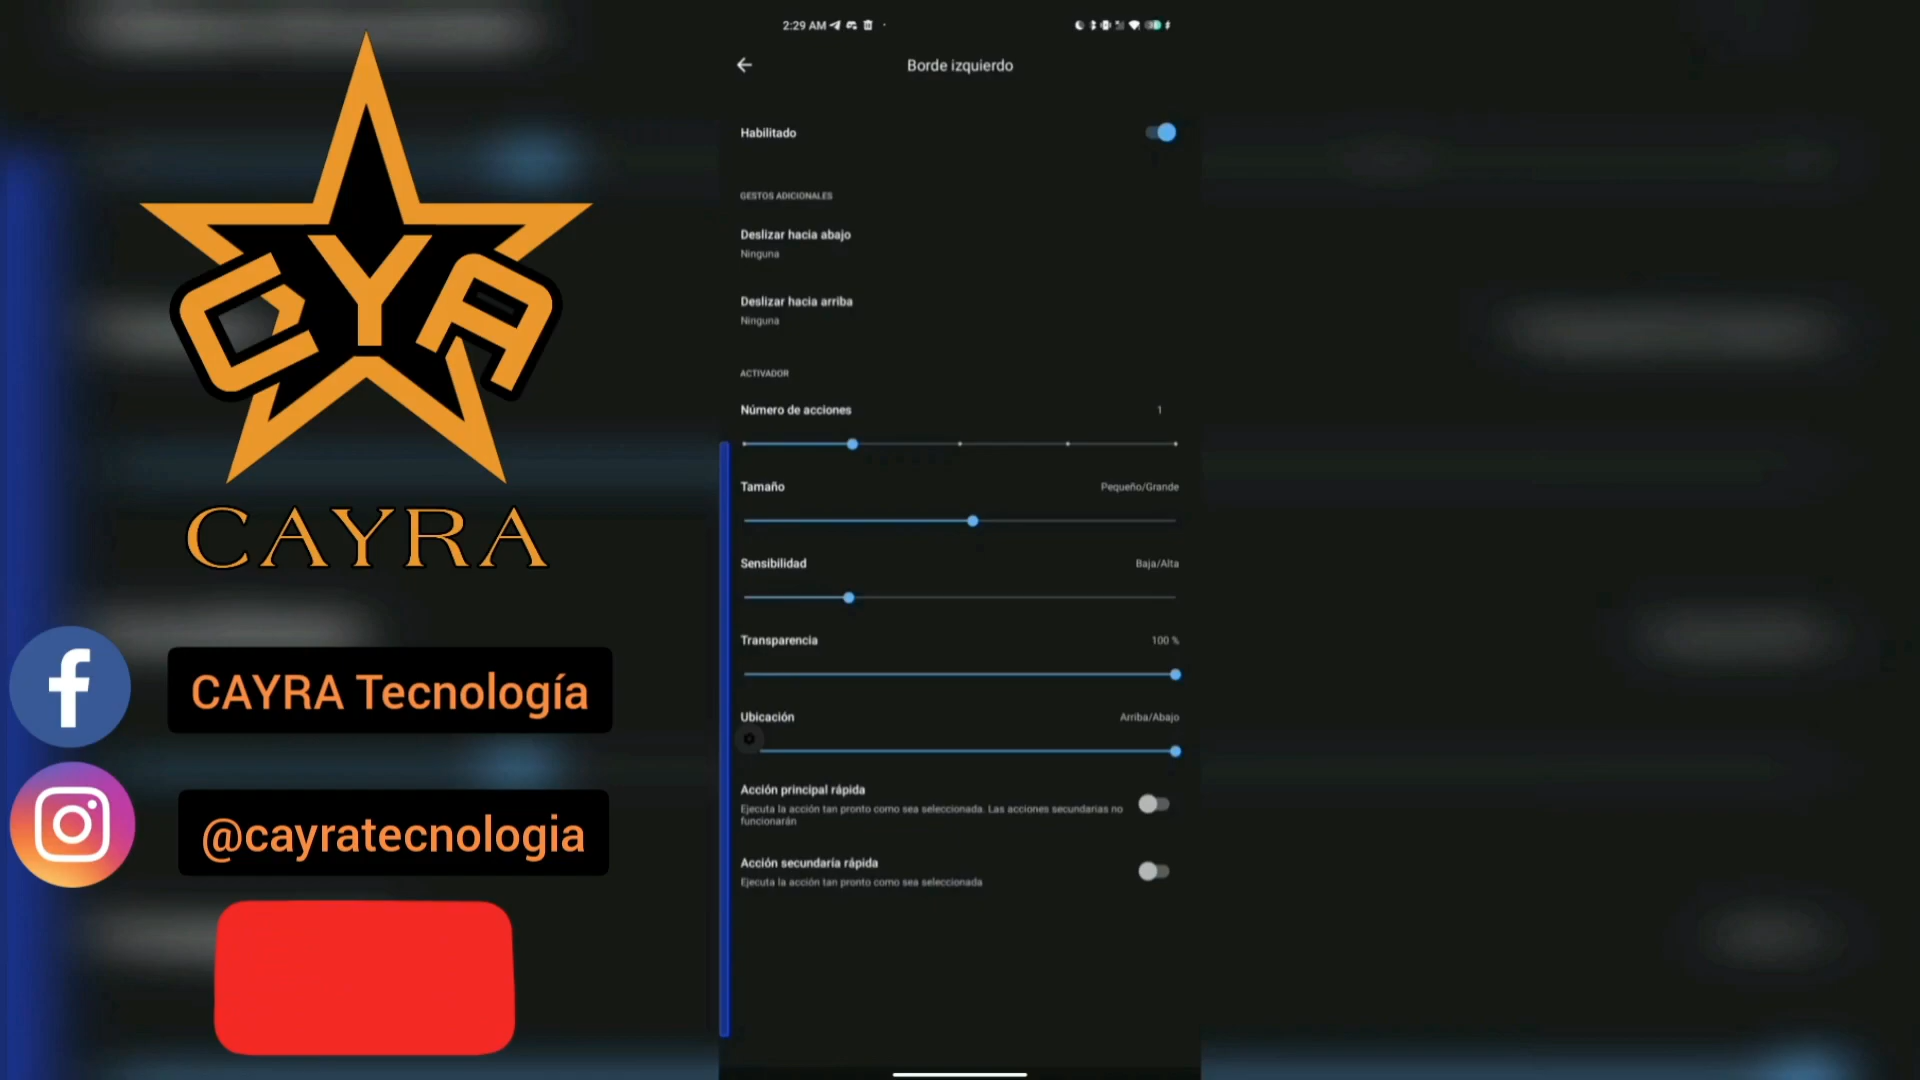 CYA
CAYRA
CAYRA Tecnología
@cayratecnologia
2:29 AM
Borde izquierdo
Habilitado
GESTOS ADICIONALES
Deslizar hacia abajo
Ninguna
Deslizar hacia arriba
Ninguna
ACTIVADOR
Número de acciones 1
Tamaño Pequeño/Grande
Sensibilidad Baja/Alta
Transparencia 100 %
Ubicación Arriba/Abajo
Acción principal rápida
Ejecuta la acción tan pronto como sea seleccionada. Las acciones secundarias no
funcionarán
Acción secundaría rápida
Ejecuta la acción tan pronto como sea seleccionada